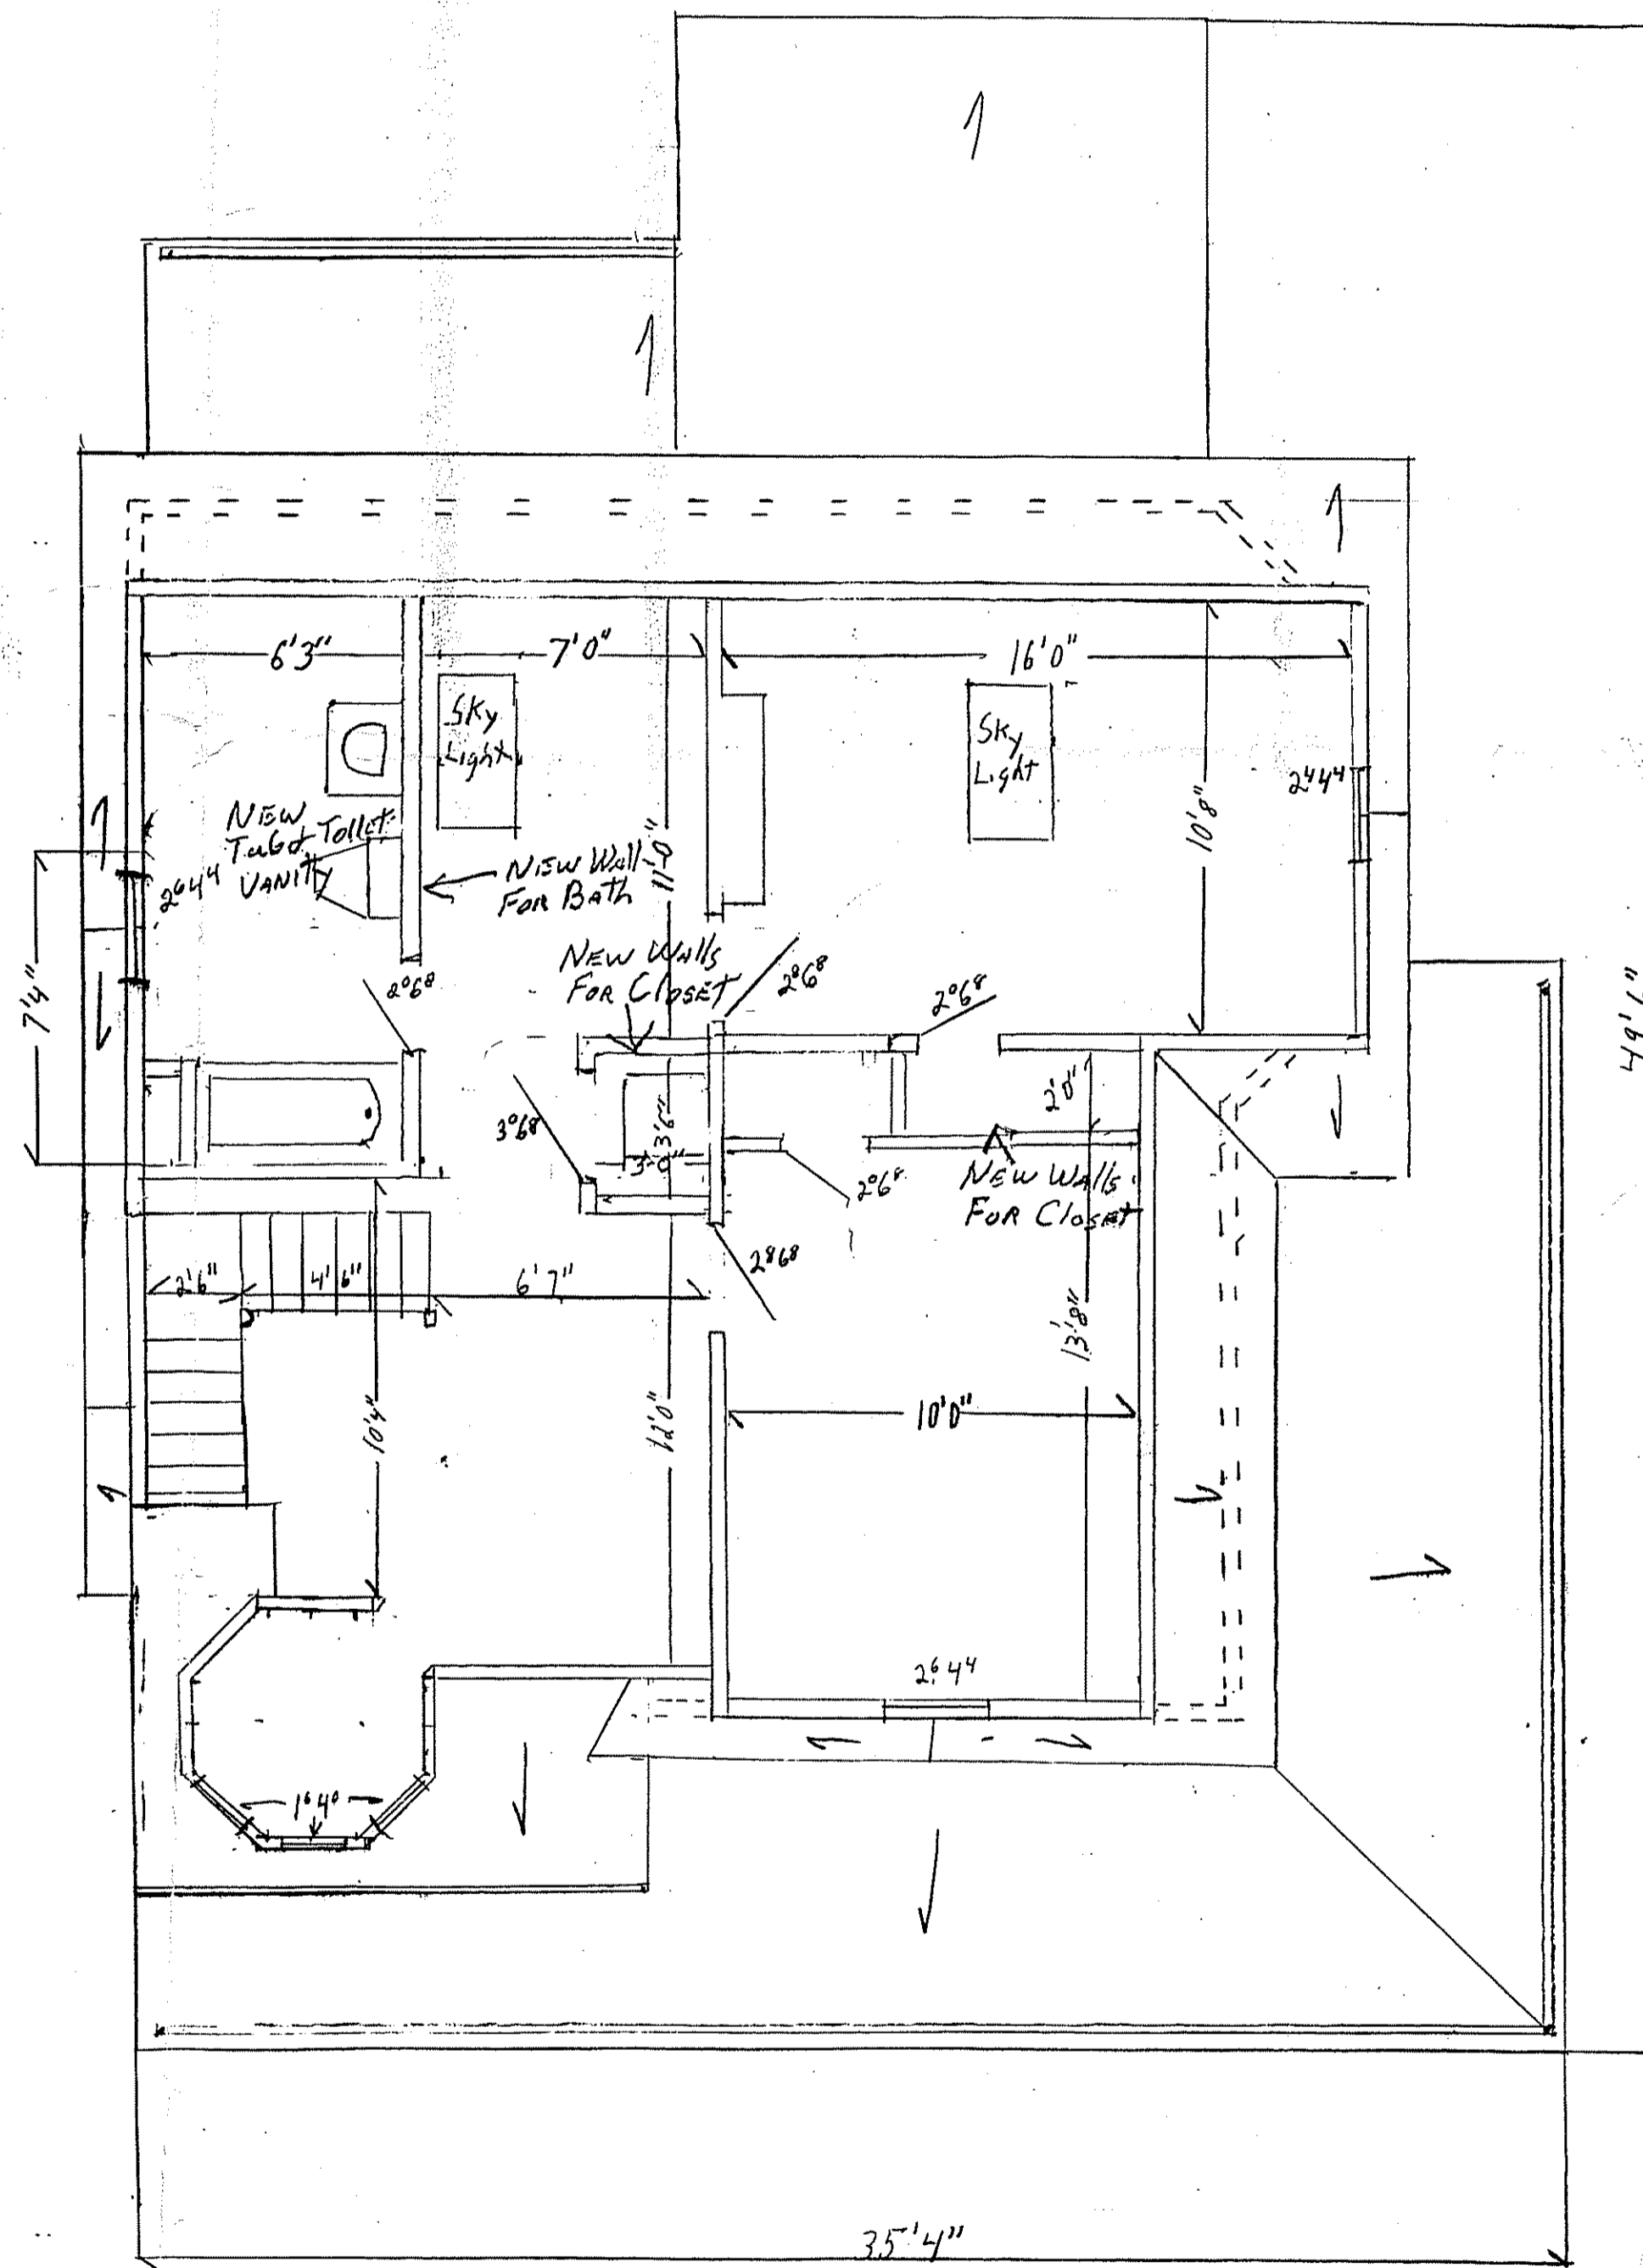 6'3"
7'0"
16'0"
Sky
Light
Sky
Light
2⁴4⁴
10'8"
NEW
Tub & Toilet
VANITY
2⁶4⁴
NEW Wall
FOR Bath
11'0"
7'4"
NEW Walls
FOR Closet
2⁰6⁸
2⁸6⁸
2⁰6⁸
49'1"
3⁰6⁸
3'6"
3'0"
2'0"
2⁰6⁸
NEW Walls
FOR Closet
2⁸6⁸
2'6"
4'6"
6'7"
13'8"
10'4"
12'0"
10'0"
2⁶4⁴
1⁶4⁰
35'4"